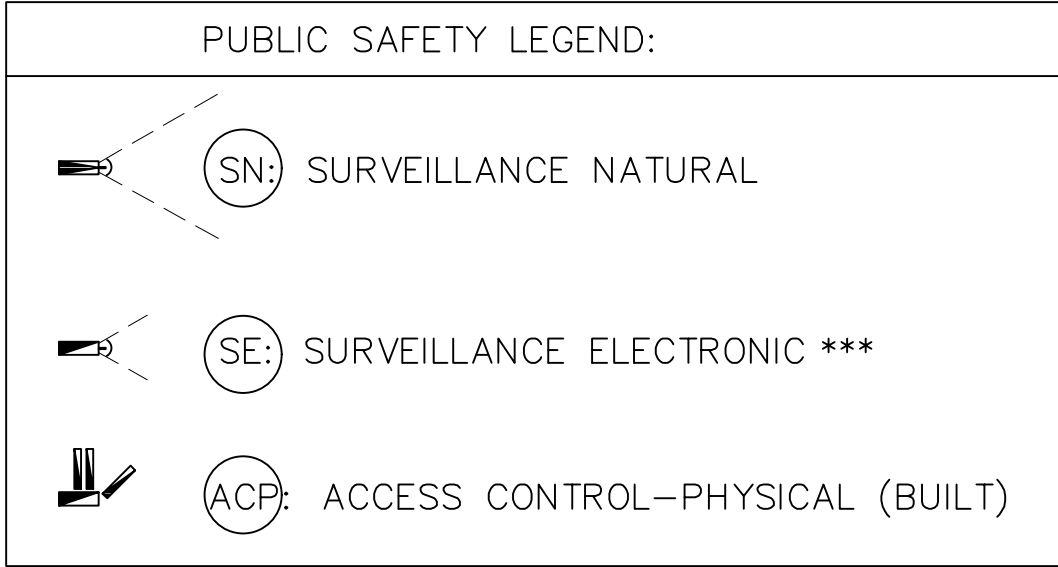 PUBLIC SAFETY LEGEND:
SN: SURVEILLANCE NATURAL
SE: SURVEILLANCE ELECTRONIC ***
ACP: ACCESS CONTROL-PHYSICAL (BUILT)